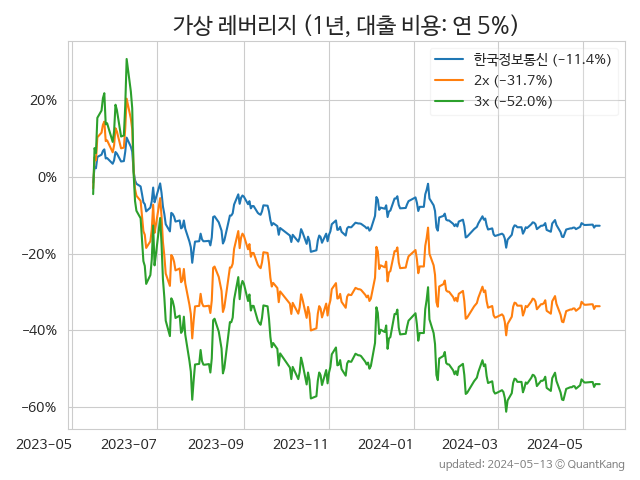 가상 레버리지 (1년, 대출 비용: 연 5%)
한국정보통신 (−11.4%)
2x (−31.7%)
3x (−52.0%)
20%
0%
−20%
−40%
−60%
2023-05 2023-07 2023-09 2023-11 2024-01 2024-03 2024-05
updated: 2024-05-13 © QuantKang